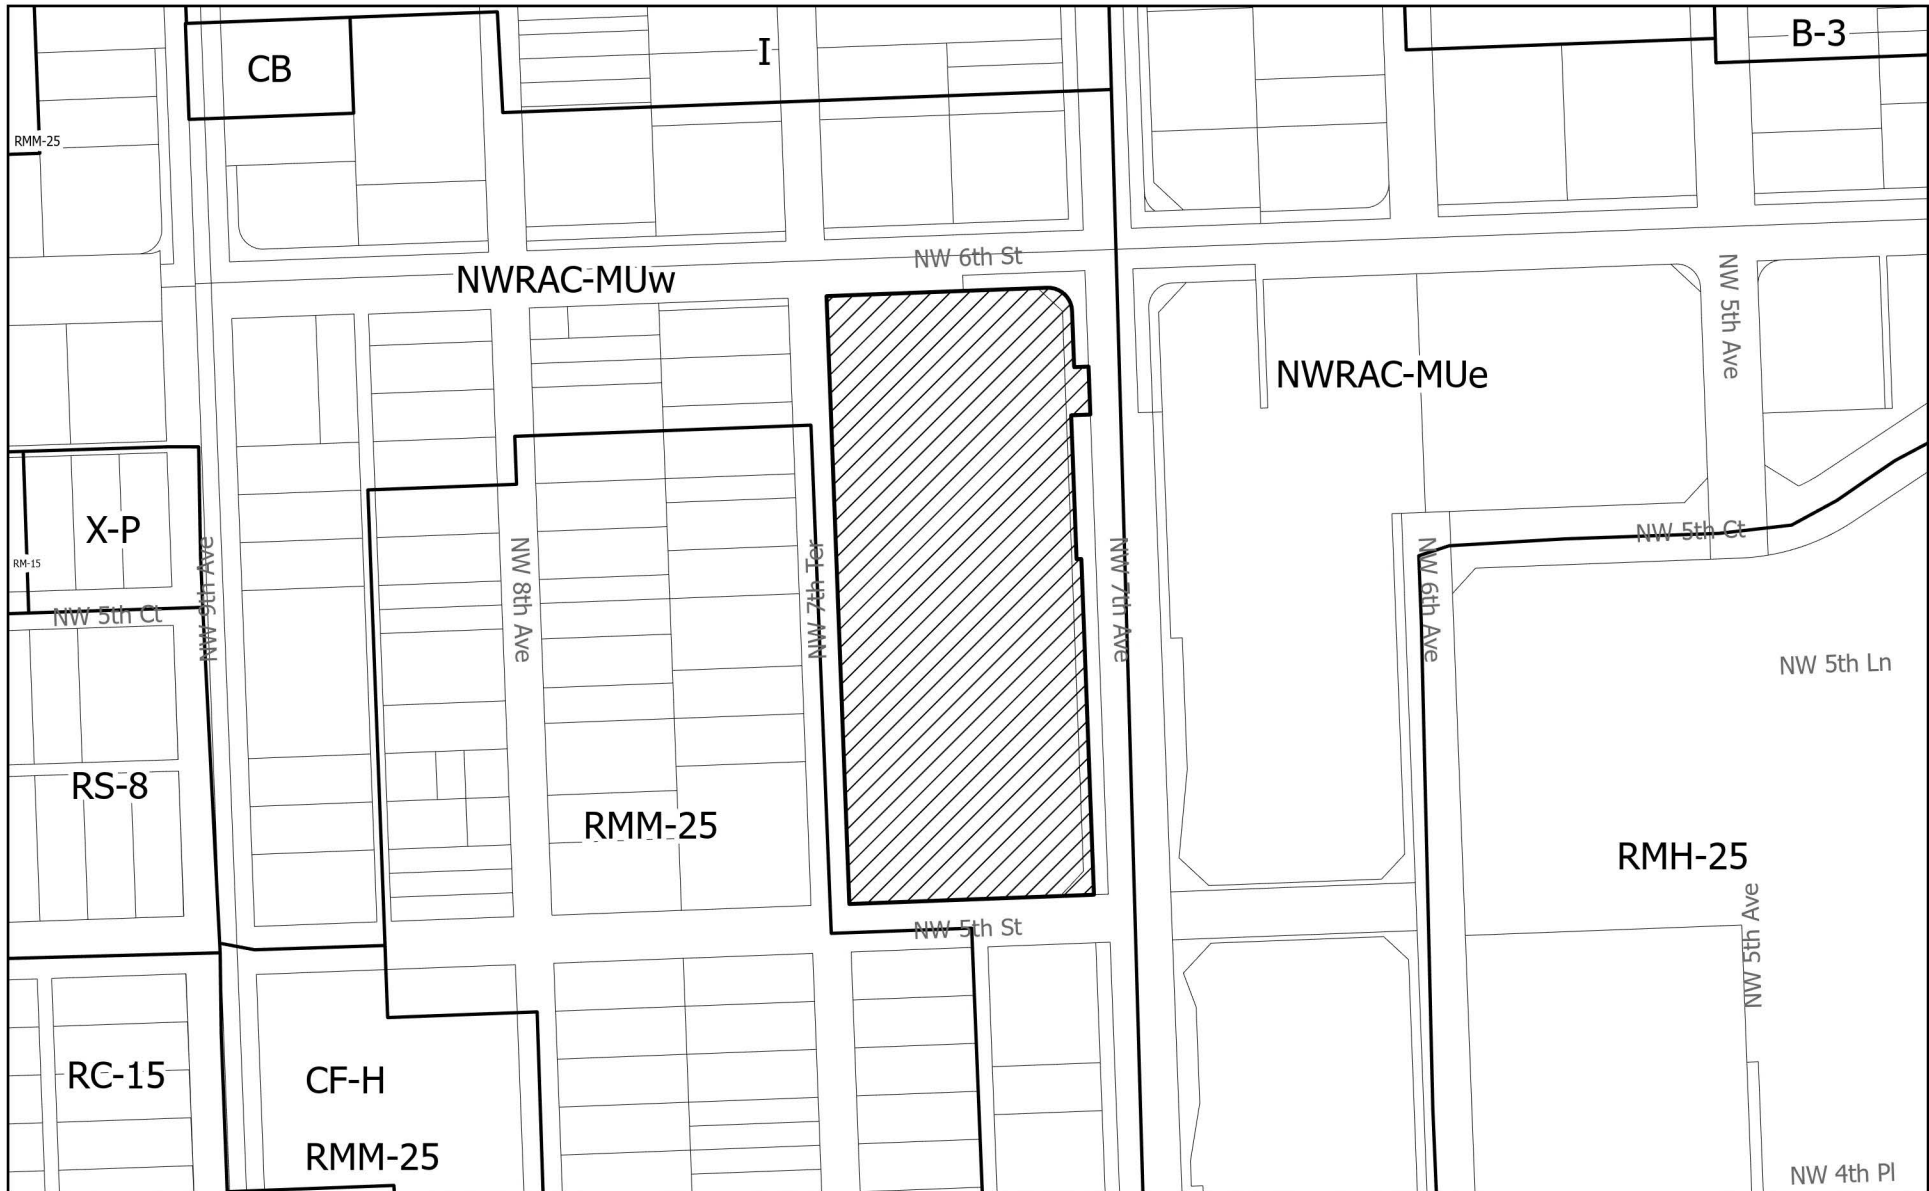 B-3
I
CB
RMM-25
NW 6th St
NWRAC-MUw
NW 5th Ave
NWRAC-MUe
X-P
NW 5th Ct
RM-15
NW 9th Ave
NW 8th Ave
NW 7th Ter
NW 7th Ave
NW 6th Ave
NW 5th Ct
NW 5th Ln
RS-8
RMM-25
RMH-25
NW 5th St
NW 5th Ave
RC-15
CF-H
RMM-25
NW 4th Pl